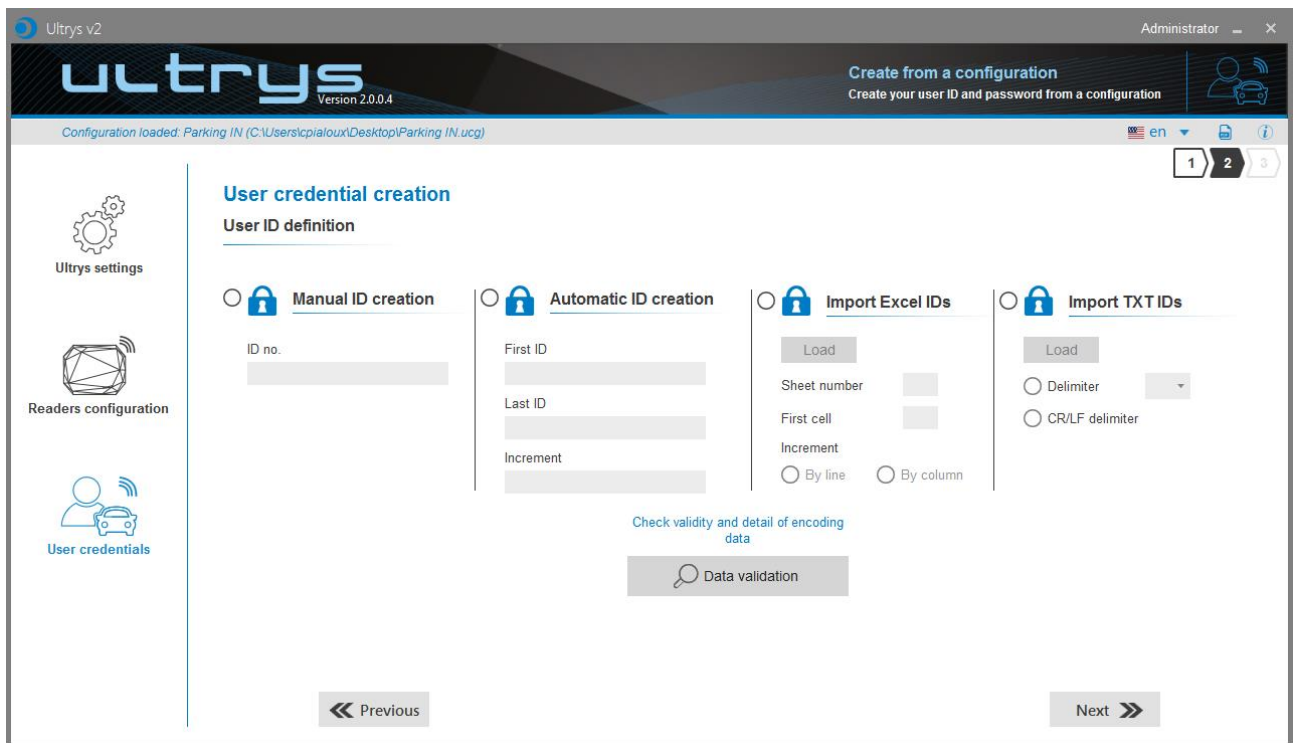 Ultrys v2
Administrator
ultrys
Version 2.0.0.4
Create from a configuration
Create your user ID and password from a configuration
Configuration loaded: Parking IN (C:\Users\cpialoux\Desktop\Parking IN.ucg)
en
1 2 3
Ultrys settings
Readers configuration
User credentials
User credential creation
User ID definition
Manual ID creation
ID no.
Automatic ID creation
First ID
Last ID
Increment
Import Excel IDs
Load
Sheet number
First cell
Increment
By line By column
Import TXT IDs
Load
Delimiter
CR/LF delimiter
Check validity and detail of encoding
data
Data validation
Previous
Next